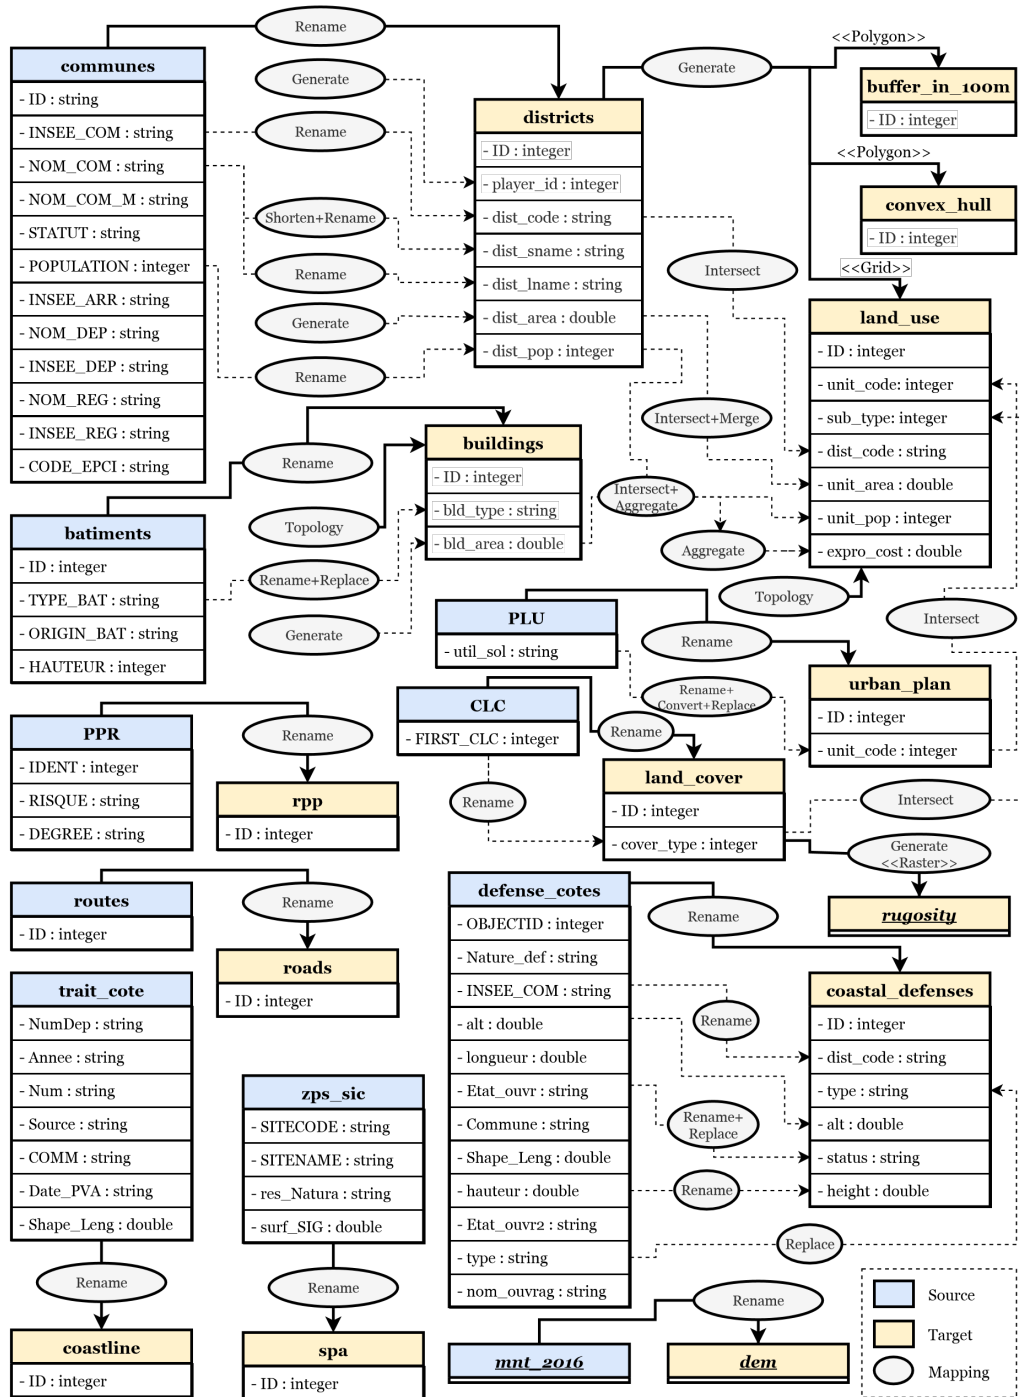 Rename
communes
- ID : string
- INSEE_COM : string
- NOM_COM : string
- NOM_COM_M : string
- STATUT : string
- POPULATION : integer
- INSEE_ARR : string
- NOM_DEP : string
- INSEE_DEP : string
- NOM_REG : string
- INSEE_REG : string
- CODE_EPCI : string
Generate
Rename
Shorten+Rename
Rename
Generate
Rename
districts
- ID : integer
- player_id : integer
- dist_code : string
- dist_sname : string
- dist_lname : string
- dist_area : double
- dist_pop : integer
Generate
<<Polygon>>
buffer_in_100m
- ID : integer
<<Polygon>>
convex_hull
- ID : integer
<<Grid>>
land_use
- ID : integer
- unit_code: integer
- sub_type: integer
- dist_code : string
- unit_area : double
- unit_pop : integer
- expro_cost : double
Intersect
Intersect+Merge
Intersect+
Aggregate
Aggregate
Topology
Intersect
batiments
- ID : integer
- TYPE_BAT : string
- ORIGIN_BAT : string
- HAUTEUR : integer
Rename
Topology
Rename+Replace
Generate
buildings
- ID : integer
- bld_type : string
- bld_area : double
PLU
- util_sol : string
Rename
Rename+
Convert+Replace
urban_plan
- ID : integer
- unit_code : integer
CLC
- FIRST_CLC : integer
Rename
Rename
land_cover
- ID : integer
- cover_type : integer
Intersect
Generate
<<Raster>>
rugosity
PPR
- IDENT : integer
- RISQUE : string
- DEGREE : string
Rename
rpp
- ID : integer
routes
- ID : integer
Rename
roads
- ID : integer
trait_cote
- NumDep : string
- Annee : string
- Num : string
- Source : string
- COMM : string
- Date_PVA : string
- Shape_Leng : double
Rename
coastline
- ID : integer
zps_sic
- SITECODE : string
- SITENAME : string
- res_Natura : string
- surf_SIG : double
Rename
spa
- ID : integer
defense_cotes
- OBJECTID : integer
- Nature_def : string
- INSEE_COM : string
- alt : double
- longueur : double
- Etat_ouvr : string
- Commune : string
- Shape_Leng : double
- hauteur : double
- Etat_ouvr2 : string
- type : string
- nom_ouvrag : string
Rename
Rename
Rename+
Replace
Rename
Replace
coastal_defenses
- ID : integer
- dist_code : string
- type : string
- alt : double
- status : string
- height : double
mnt_2016
Rename
dem
Source
Target
Mapping